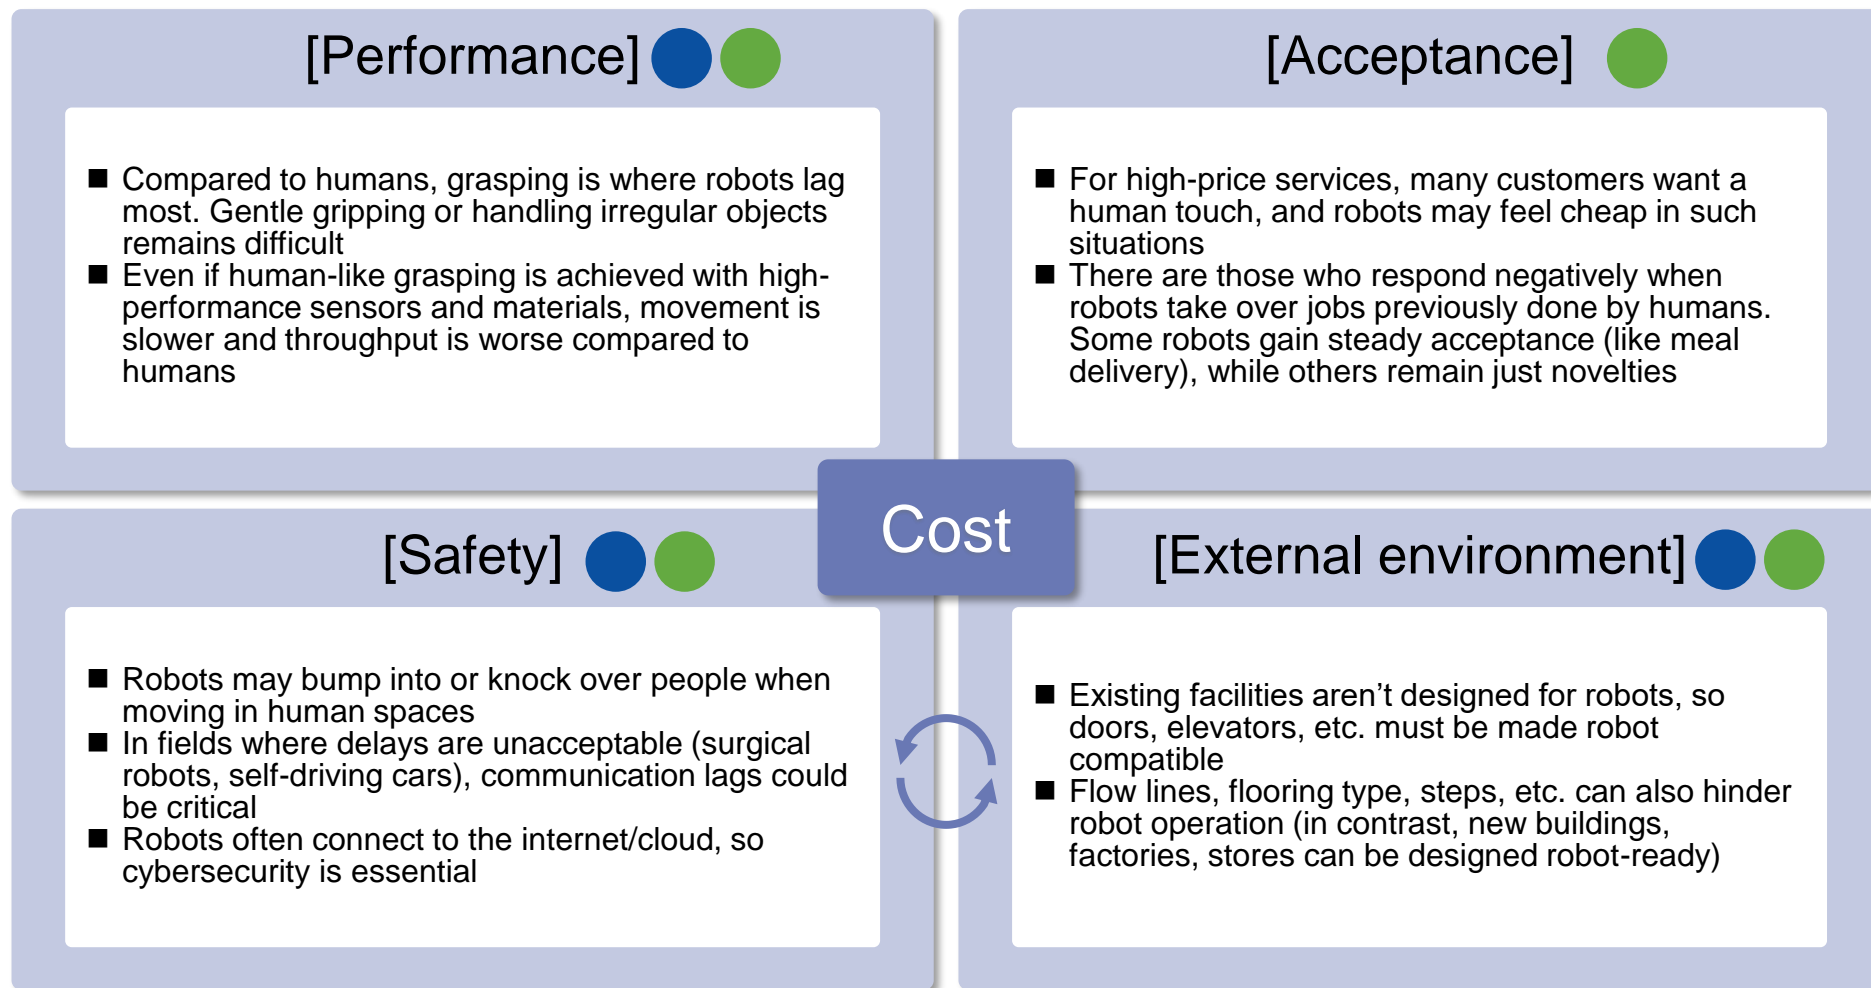 [Performance]
■ Compared to humans, grasping is where robots lag
most. Gentle gripping or handling irregular objects
remains difficult
■ Even if human-like grasping is achieved with high-
performance sensors and materials, movement is
slower and throughput is worse compared to
humans
[Acceptance]
■ For high-price services, many customers want a
human touch, and robots may feel cheap in such
situations
■ There are those who respond negatively when
robots take over jobs previously done by humans.
Some robots gain steady acceptance (like meal
delivery), while others remain just novelties
Cost
[Safety]
■ Robots may bump into or knock over people when
moving in human spaces
■ In fields where delays are unacceptable (surgical
robots, self-driving cars), communication lags could
be critical
■ Robots often connect to the internet/cloud, so
cybersecurity is essential
[External environment]
■ Existing facilities aren’t designed for robots, so
doors, elevators, etc. must be made robot
compatible
■ Flow lines, flooring type, steps, etc. can also hinder
robot operation (in contrast, new buildings,
factories, stores can be designed robot-ready)